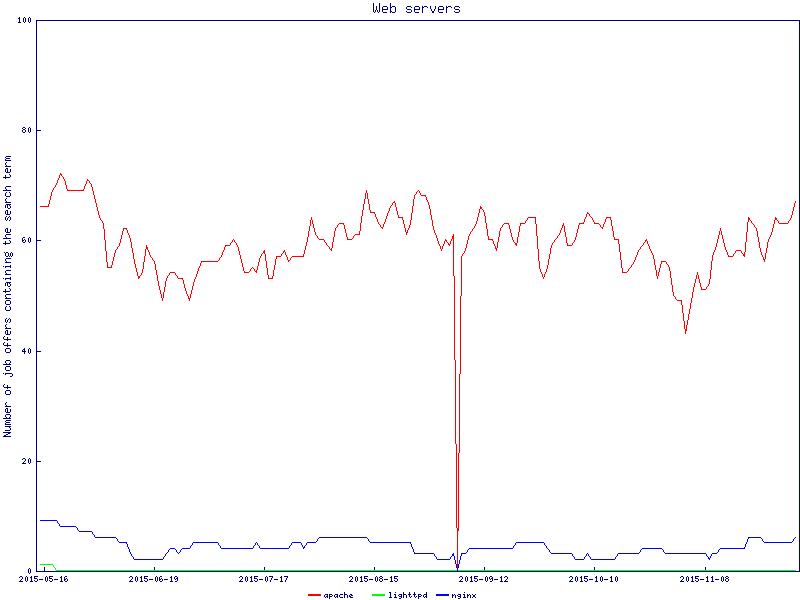 Web servers
Number of job offers containing the search term
100
80
60
40
20
0
2015-05-16 2015-06-19 2015-07-17 2015-08-15 2015-09-12 2015-10-10 2015-11-08
apache lighttpd nginx